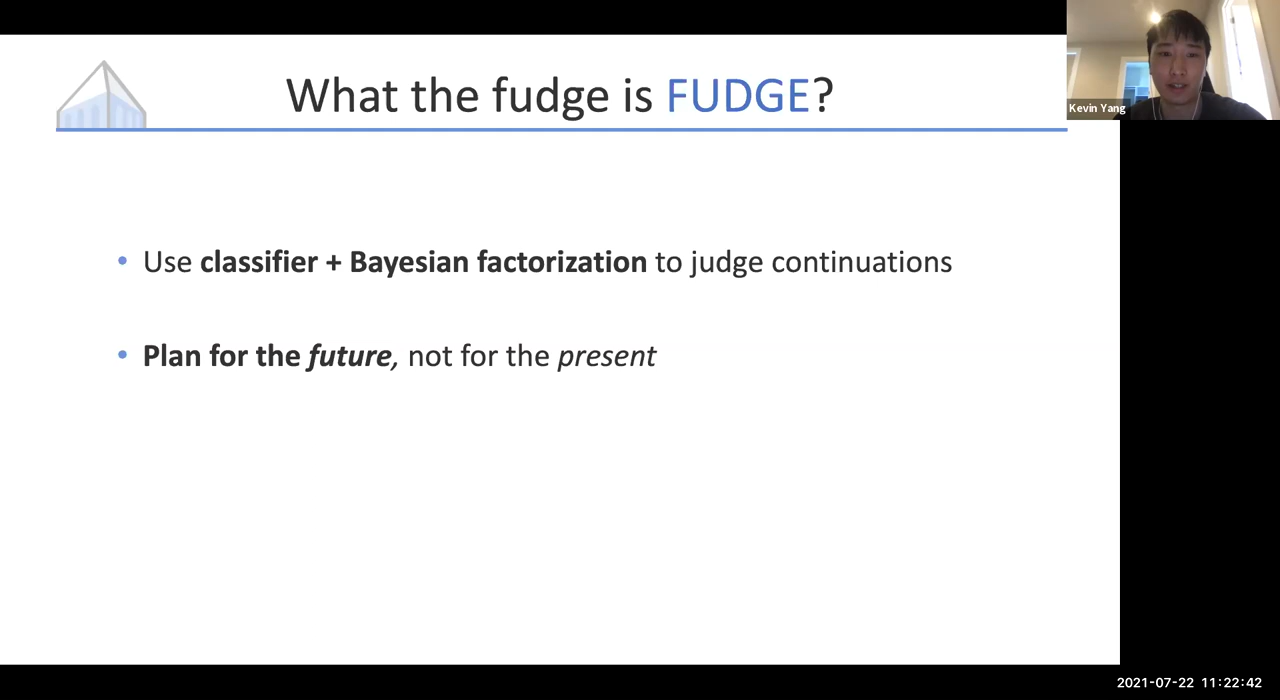 What the fudge is FUDGE?
Kevin Yang
• Use classifier + Bayesian factorization to judge continuations
• Plan for the future, not for the present
2021-07-22 11:22:42